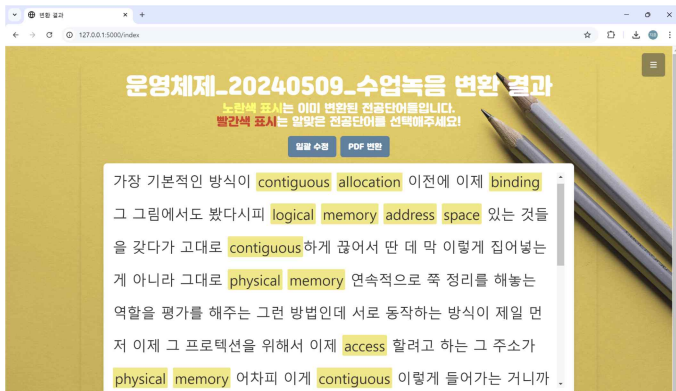 변환 결과
127.0.0.1:5000/index
운영체제_20240509_수업녹음 변환 결과
노란색 표시는 이미 변환된 전공단어들입니다.
빨간색 표시는 알맞은 전공단어를 선택해주세요!
일괄 수정 PDF 변환
가장 기본적인 방식이 contiguous allocation 이전에 이제 binding
그 그림에서도 봤다시피 logical memory address space 있는 것들
을 갖다가 고대로 contiguous하게 끊어서 딴 데 막 이렇게 집어넣는
게 아니라 그대로 physical memory 연속적으로 쭉 정리를 해놓는
역할을 평가를 해주는 그런 방법인데 서로 동작하는 방식이 제일 먼
저 이제 그 프로텍션을 위해서 이제 access 할려고 하는 그 주소가
physical memory 어차피 이게 contiguous 이렇게 들어가는 거니까